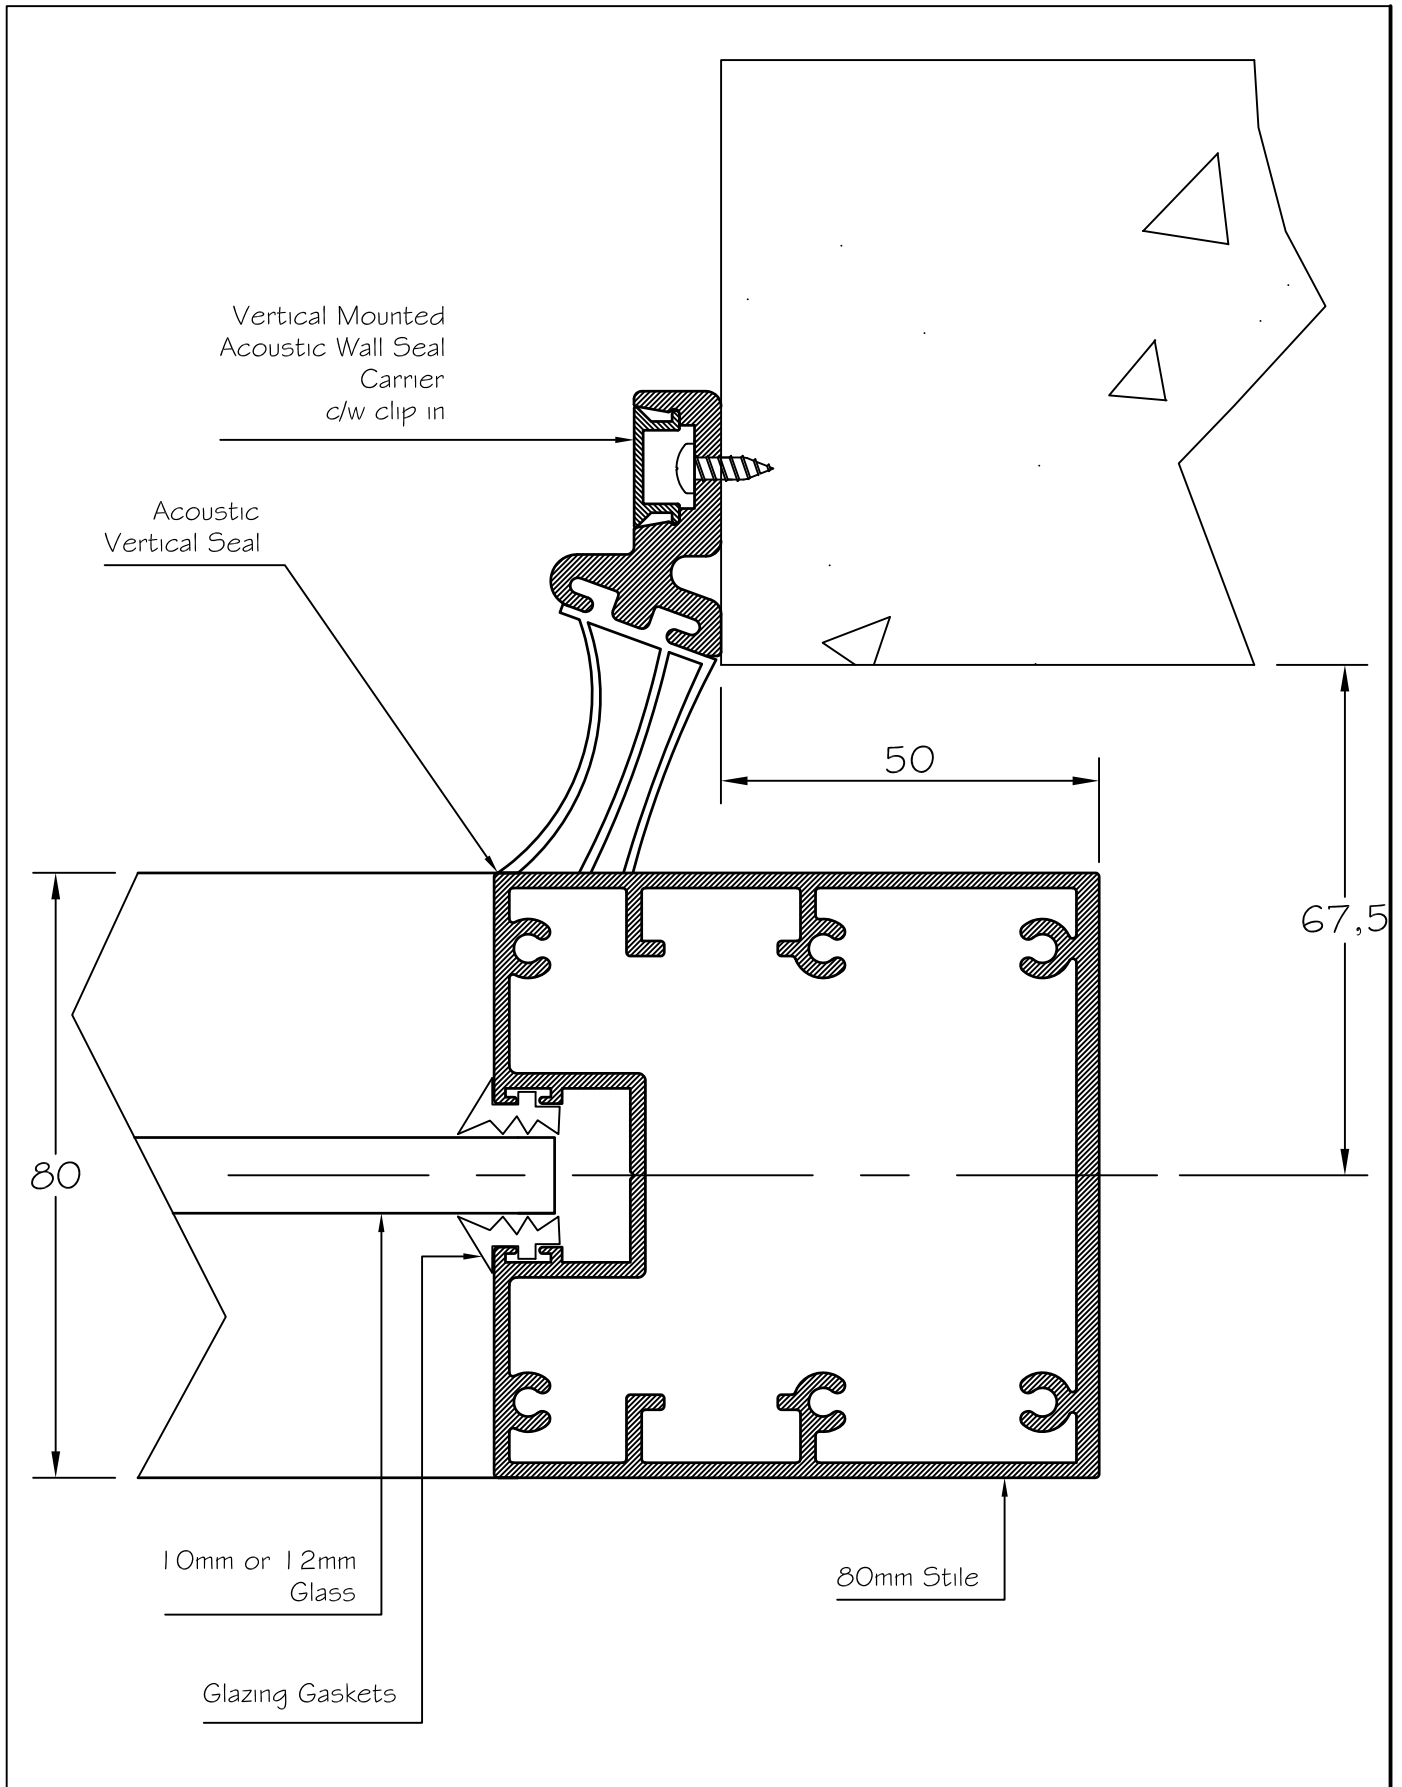 Vertical Mounted
Acoustic Wall Seal
Carrier
c/w clip in
Acoustic
Vertical Seal
50
67,5
80
10mm or 12mm
Glass
80mm Stile
Glazing Gaskets